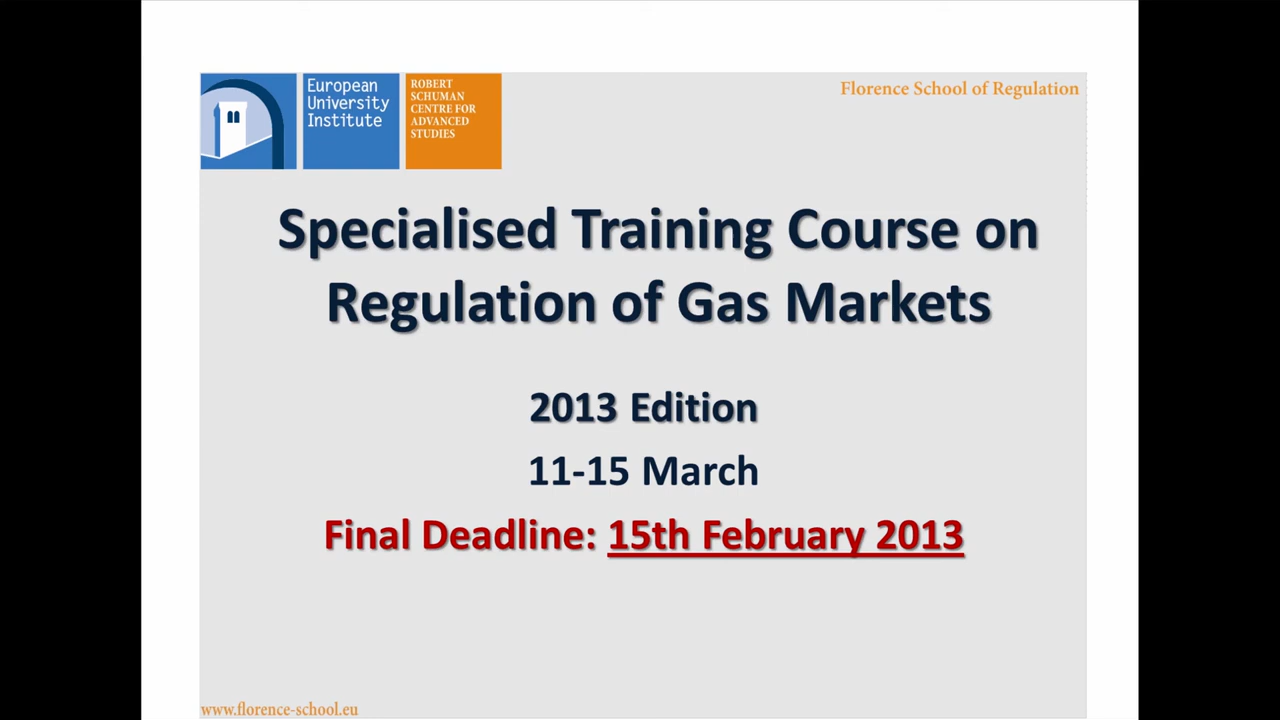 European
University
Institute
ROBERT
SCHUMAN
CENTRE FOR
ADVANCED
STUDIES
Florence School of Regulation
Specialised Training Course on
Regulation of Gas Markets
2013 Edition
11-15 March
Final Deadline: 15th February 2013
www.florence-school.eu